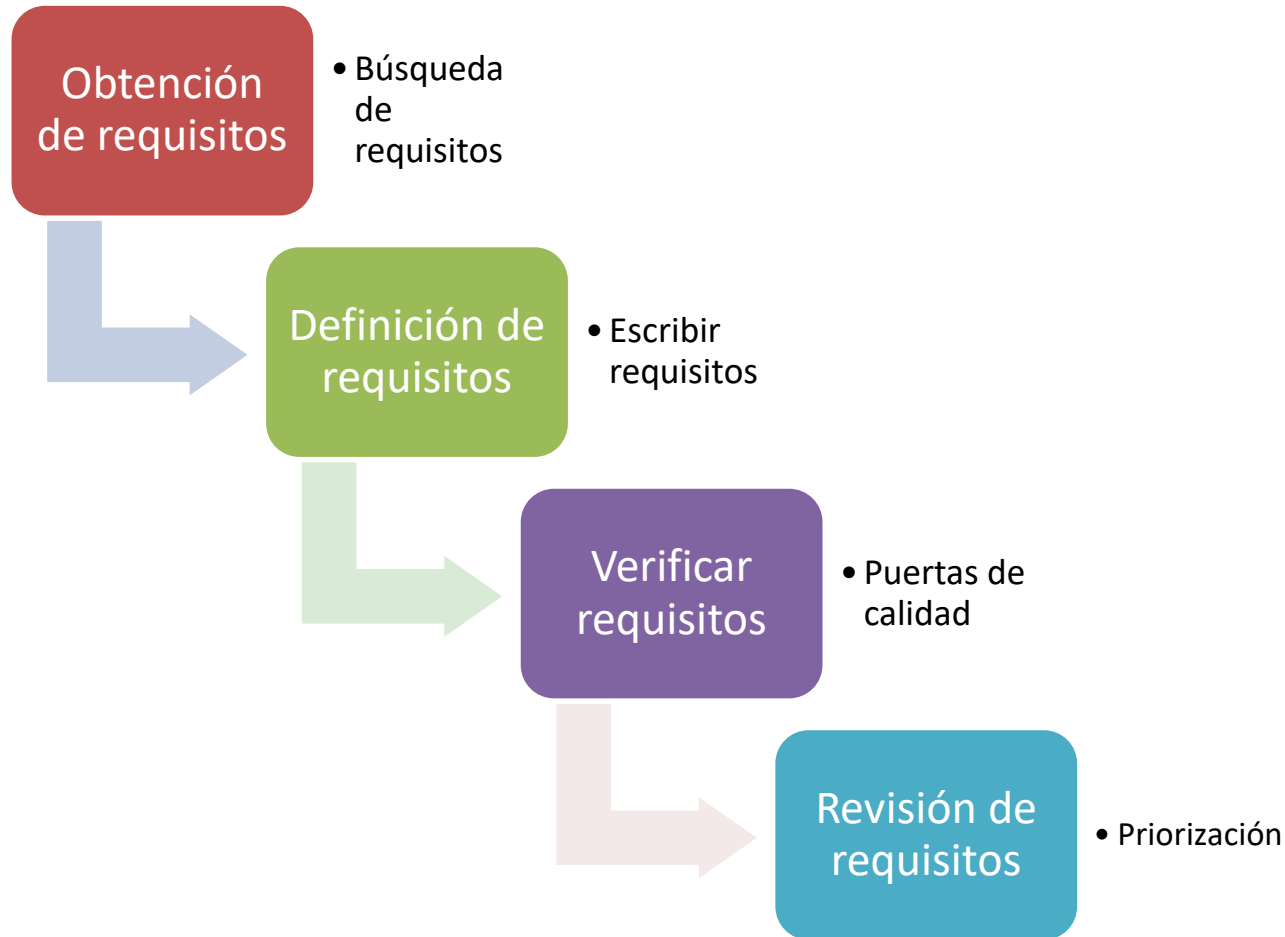 Obtención
de requisitos
• Búsqueda
de
requisitos
Definición de
requisitos
• Escribir
requisitos
Verificar
requisitos
• Puertas de
calidad
Revisión de
requisitos
• Priorización